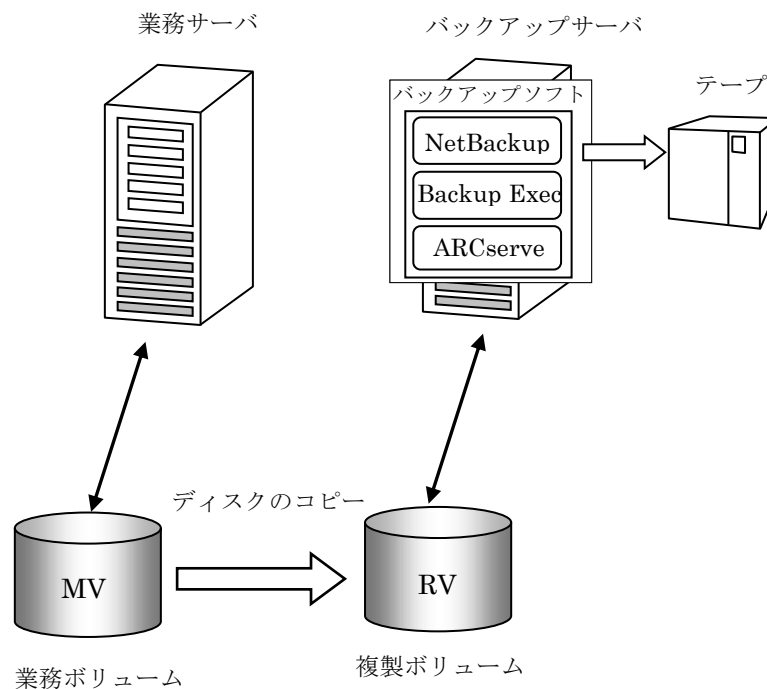 業務サーバ
バックアップサーバ
テープ
バックアップソフト
NetBackup
Backup Exec
ARCserve
ディスクのコピー
MV
RV
業務ボリューム
複製ボリューム